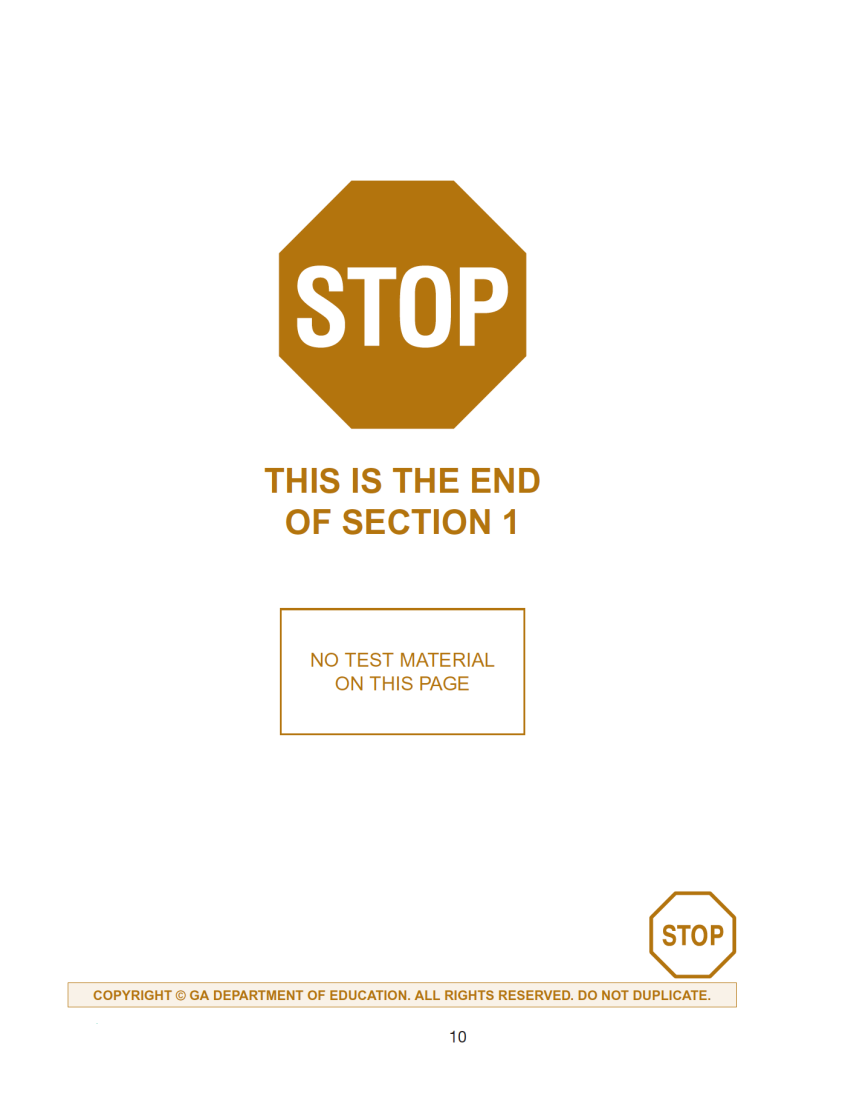 STOP
THIS IS THE END
OF SECTION 1
NO TEST MATERIAL
ON THIS PAGE
STOP
COPYRIGHT © GA DEPARTMENT OF EDUCATION. ALL RIGHTS RESERVED. DO NOT DUPLICATE.
10